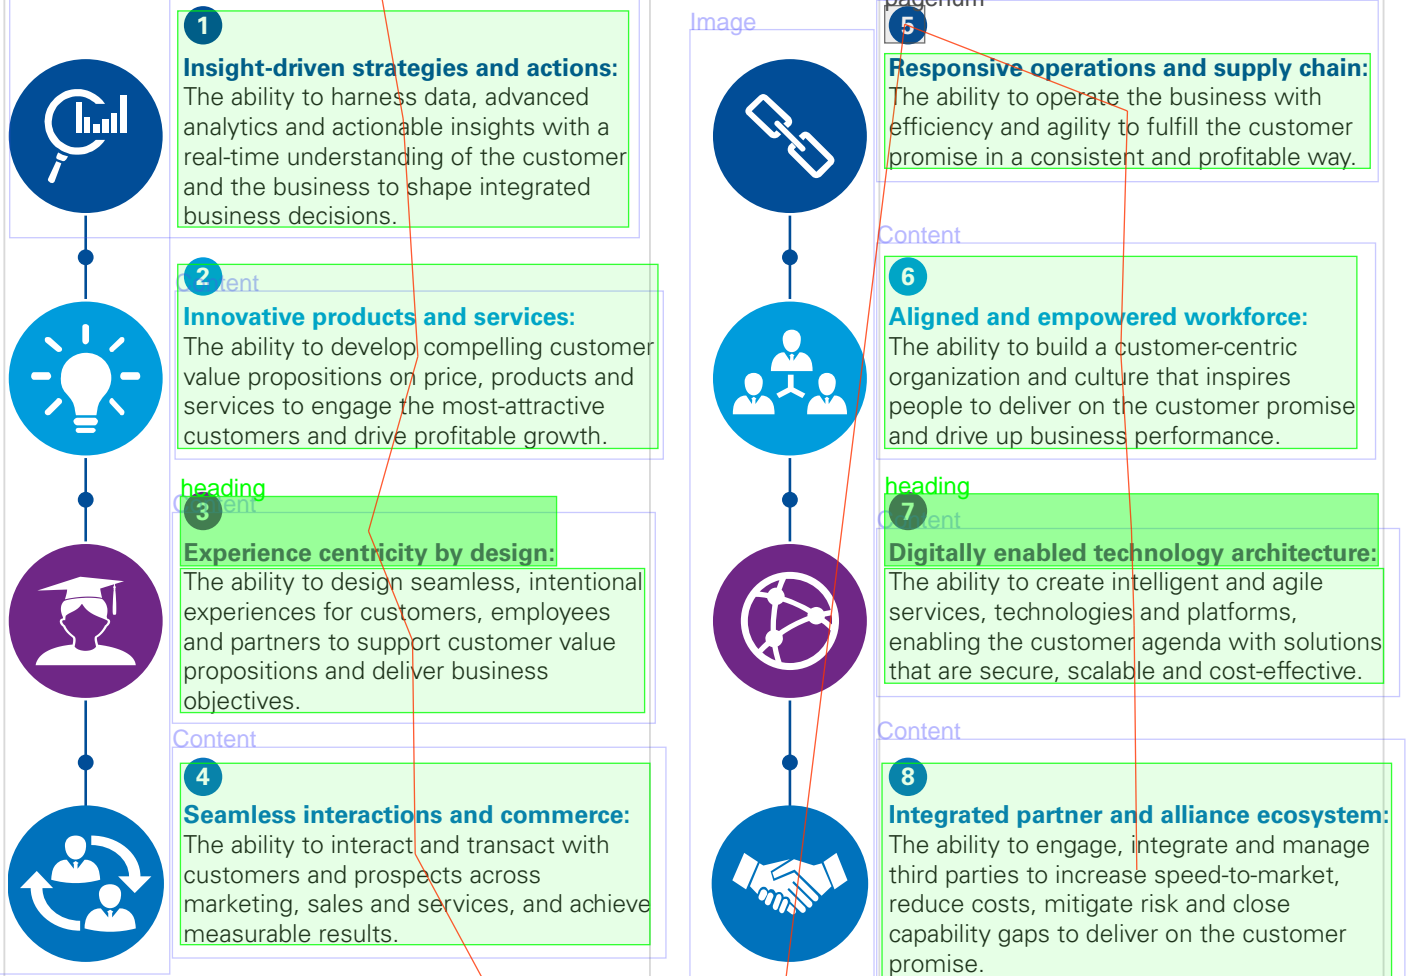 1
Insight-driven strategies and actions:
The ability to harness data, advanced
analytics and actionable insights with a
real-time understanding of the customer
and the business to shape integrated
business decisions.
Content
2
Innovative products and services:
The ability to develop compelling customer
value propositions on price, products and
services to engage the most-attractive
customers and drive profitable growth.
heading
Content
3
Experience centricity by design:
The ability to design seamless, intentional
experiences for customers, employees
and partners to support customer value
propositions and deliver business
objectives.
Content
4
Seamless interactions and commerce:
The ability to interact and transact with
customers and prospects across
marketing, sales and services, and achieve
measurable results.
Image
pagenum
5
Responsive operations and supply chain:
The ability to operate the business with
efficiency and agility to fulfill the customer
promise in a consistent and profitable way.
Content
6
Aligned and empowered workforce:
The ability to build a customer-centric
organization and culture that inspires
people to deliver on the customer promise
and drive up business performance.
heading
Content
7
Digitally enabled technology architecture:
The ability to create intelligent and agile
services, technologies and platforms,
enabling the customer agenda with solutions
that are secure, scalable and cost-effective.
Content
8
Integrated partner and alliance ecosystem:
The ability to engage, integrate and manage
third parties to increase speed-to-market,
reduce costs, mitigate risk and close
capability gaps to deliver on the customer
promise.